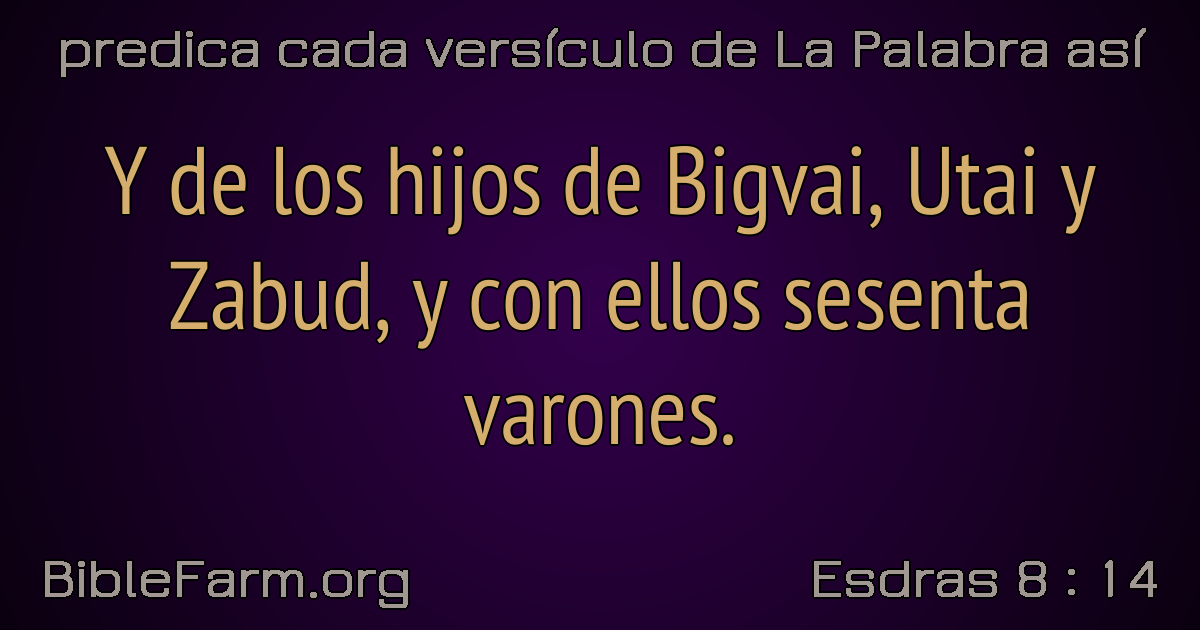 predica cada versículo de La Palabra así
Y de los hijos de Bigvai, Utai y
Zabud, y con ellos sesenta
varones.
BibleFarm.org
Esdras 8 : 14